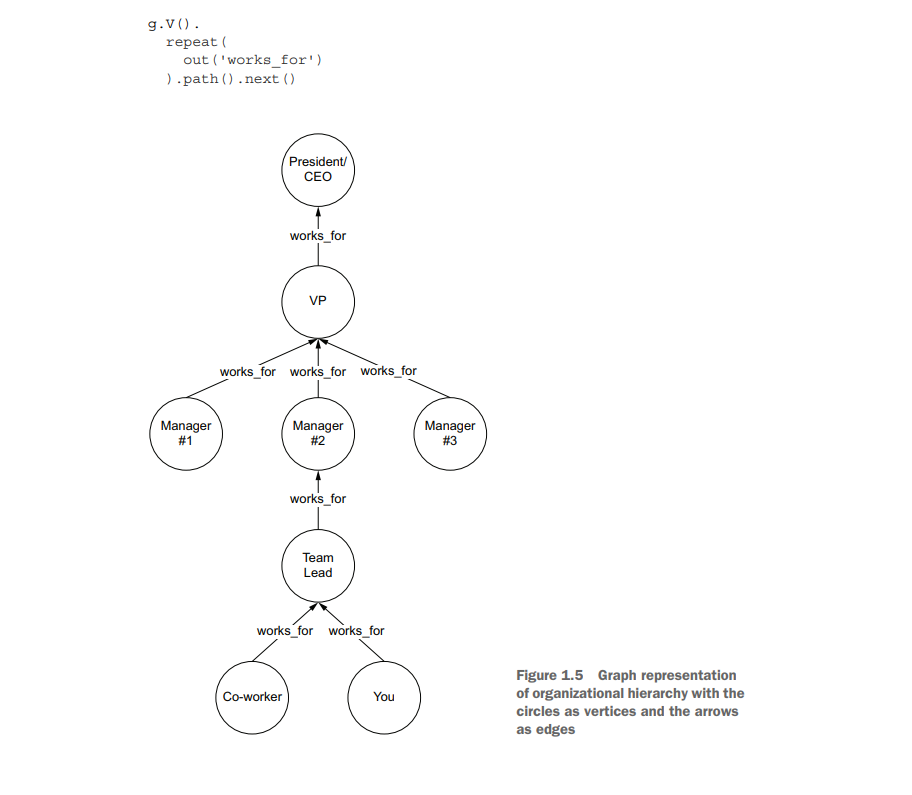 g.V().
repeat(
out('works_for')
).path().next()
President/
CEO
works_for
VP
works_for works_for works_for
Manager
#1
Manager
#2
Manager
#3
works_for
Team
Lead
works_for works_for
Co-worker
You
Figure 1.5 Graph representation
of organizational hierarchy with the
circles as vertices and the arrows
as edges